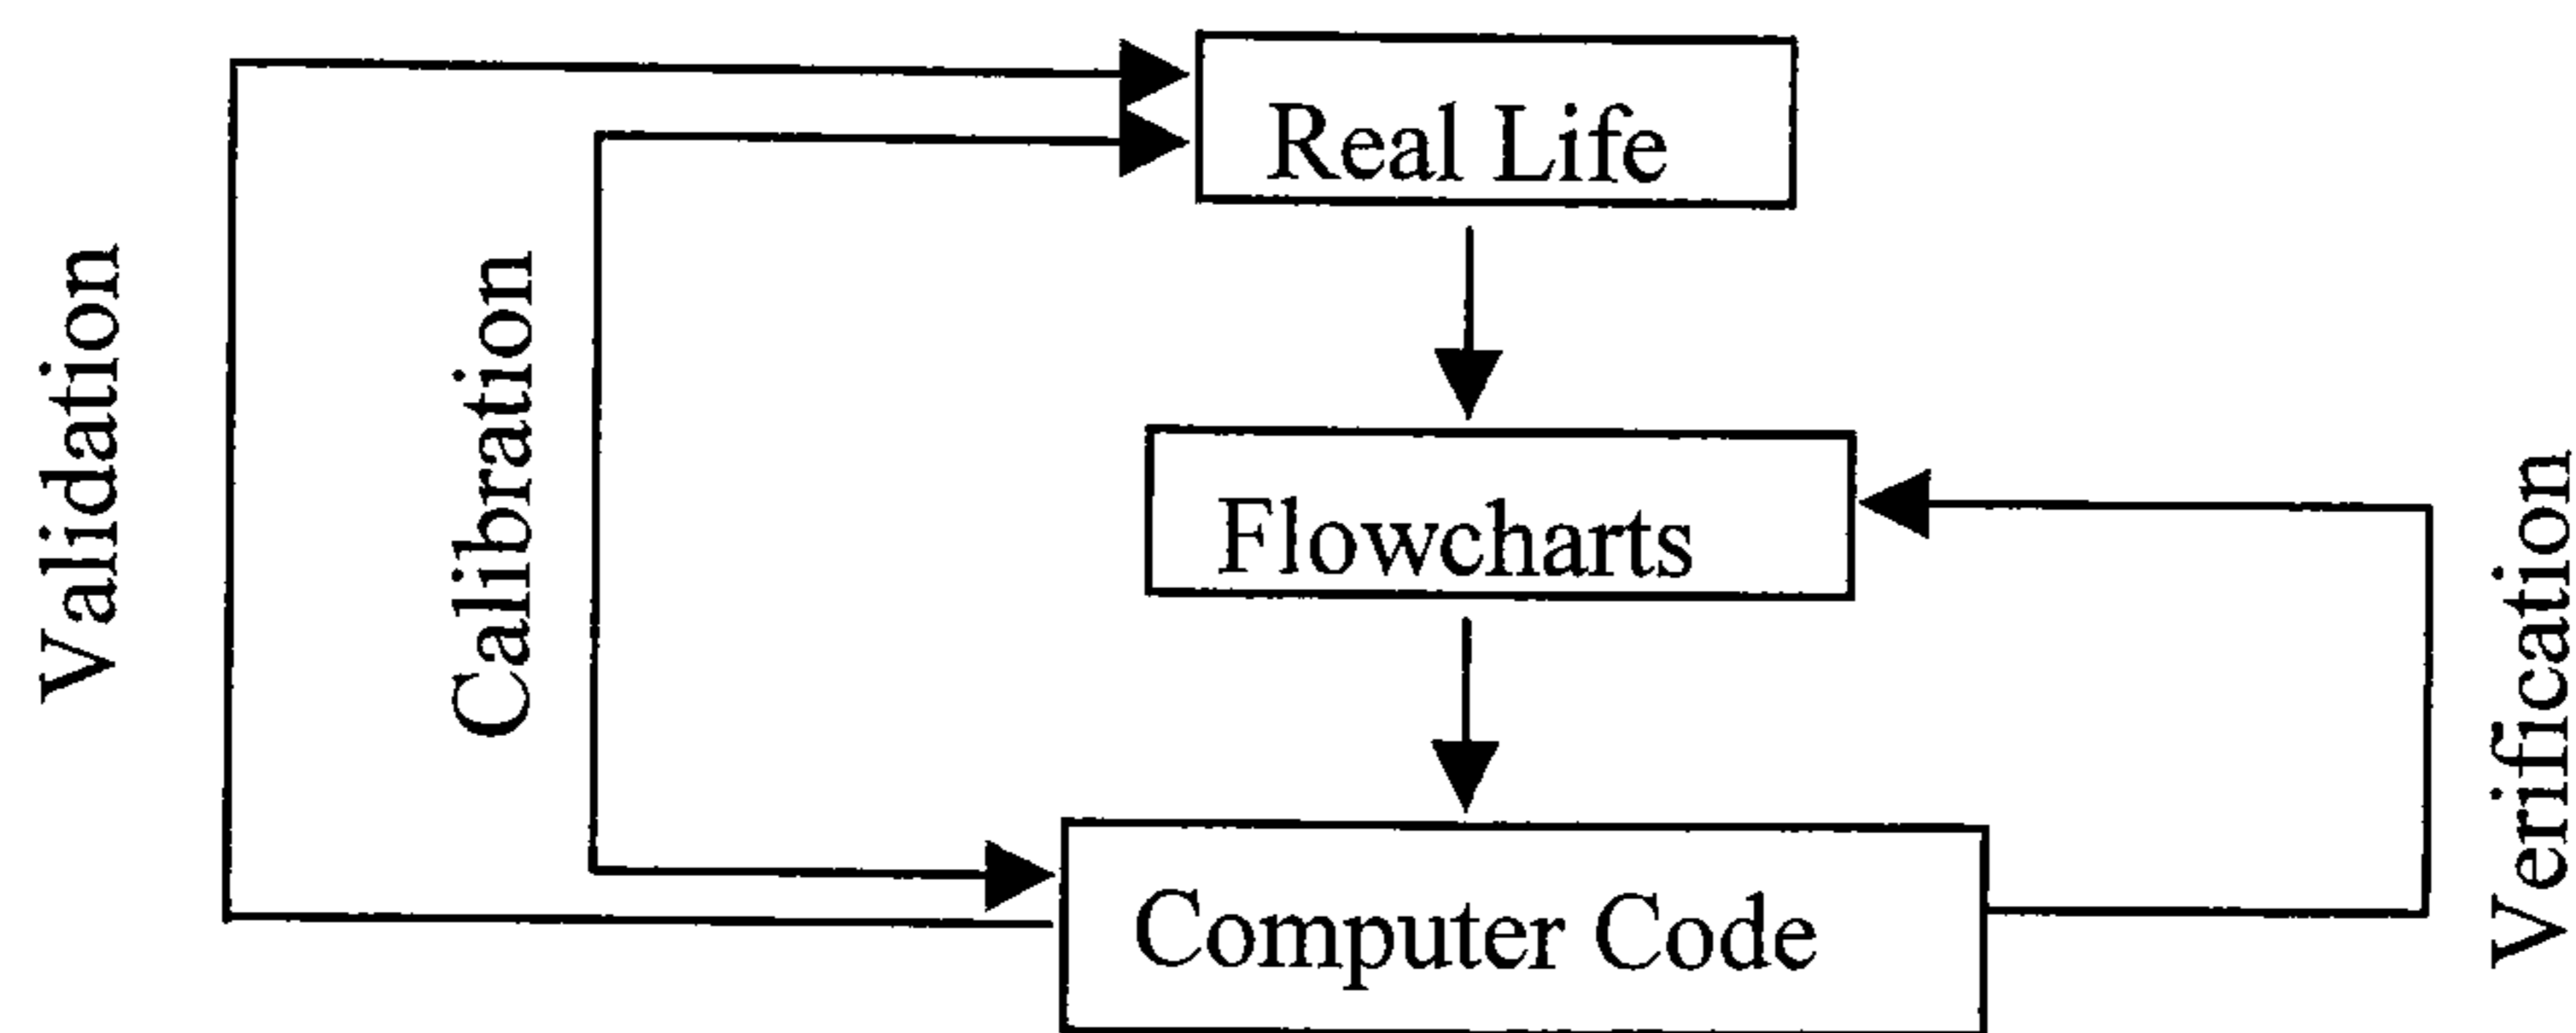 Real Life
Validation
Calibration
Flowcharts
Verification
Computer Code